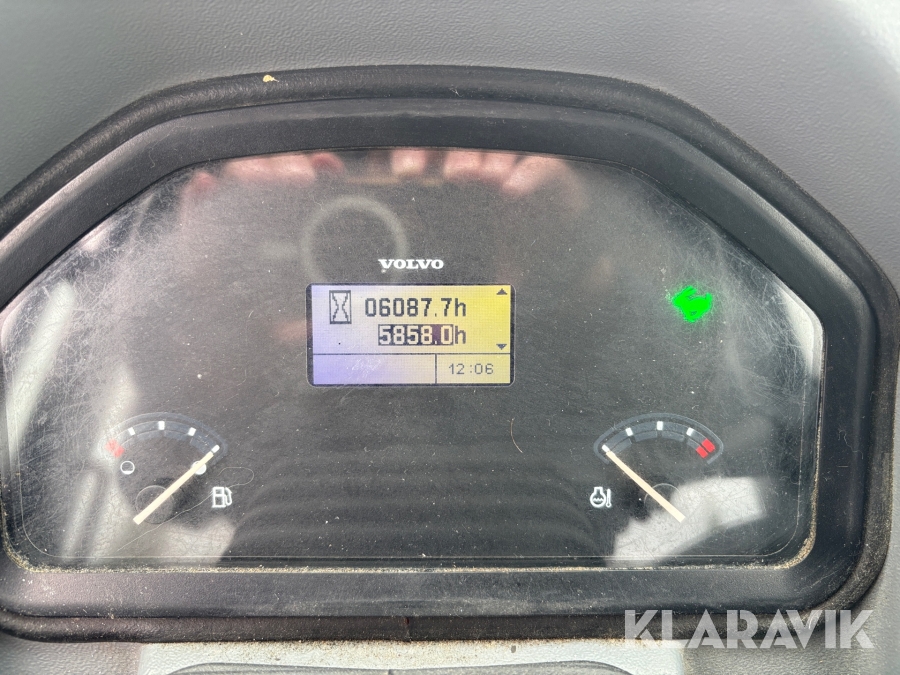 VOLVO
06087.7h
5858.0h
12:06
KLARAVIK